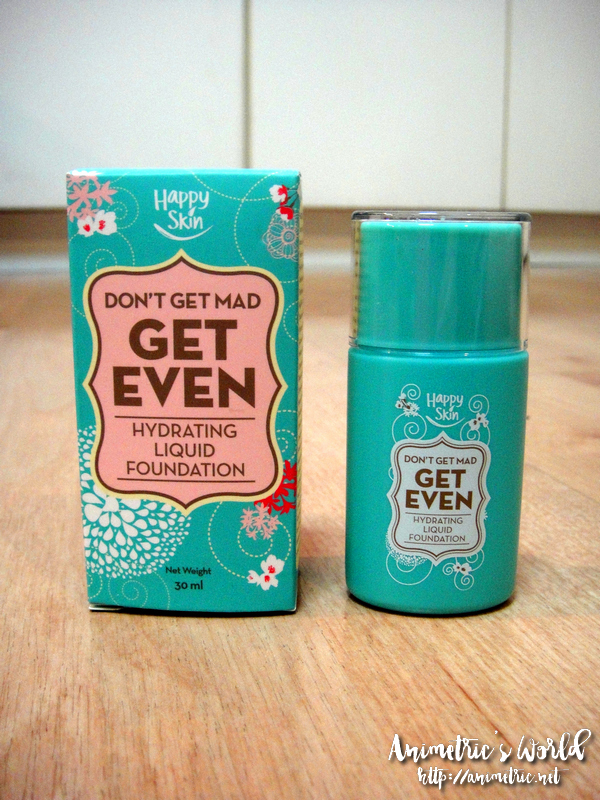 Happy
Skin
DON'T GET MAD
GET
EVEN
HYDRATING
LIQUID
FOUNDATION
Net Weight
30 ml
Happy
Skin
DON'T GET MAD
GET
EVEN
HYDRATING
LIQUID
FOUNDATION
Animetric's World
http://animetric.net